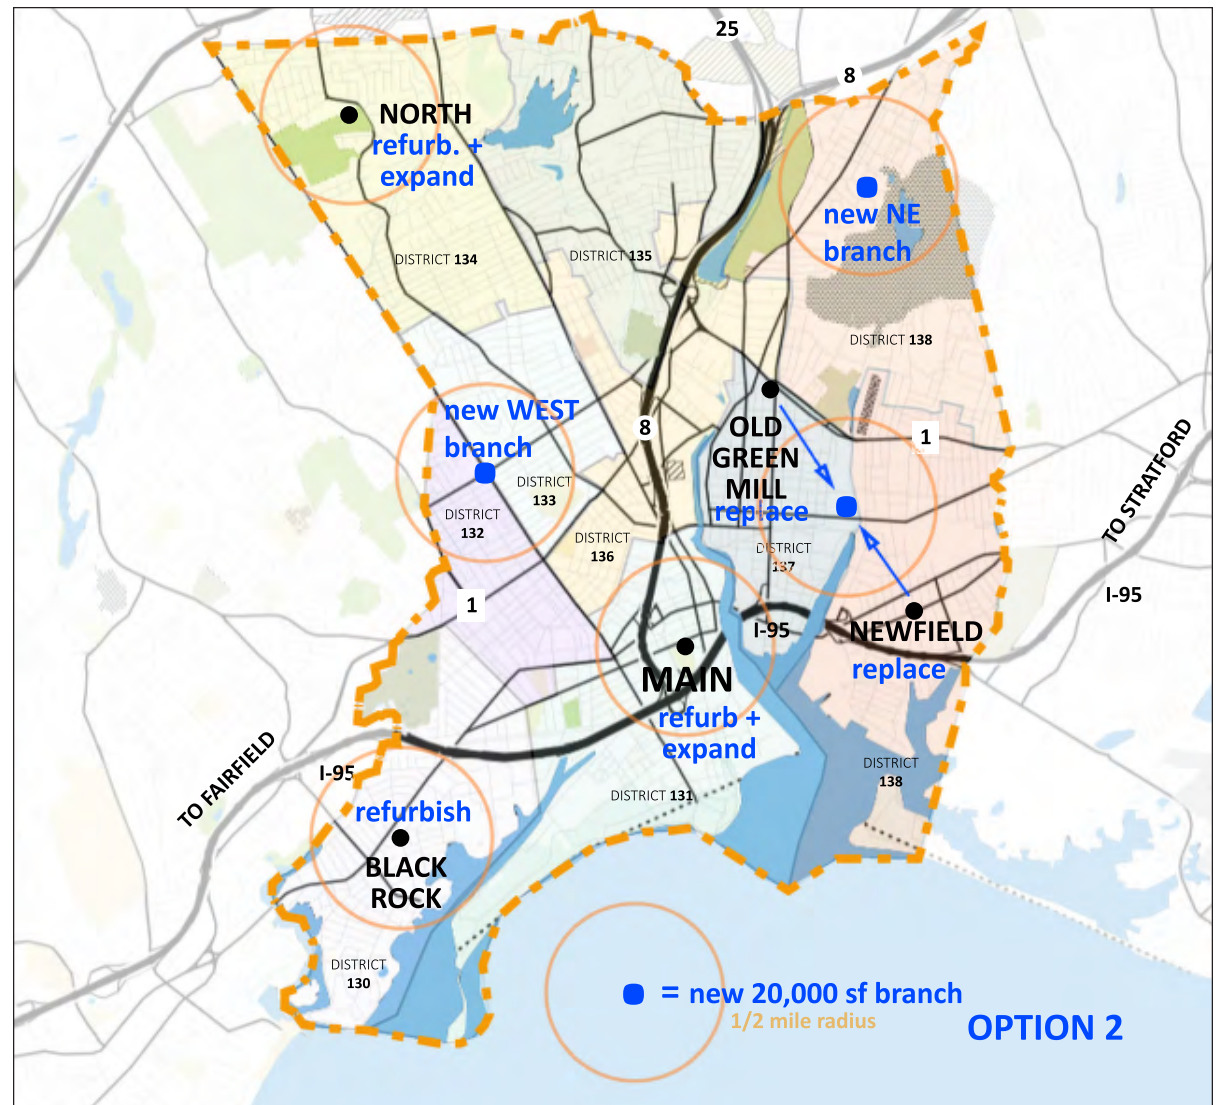 25
8
NORTH
refurb. +
expand
new NE
branch
DISTRICT 134
DISTRICT 135
DISTRICT 138
new WEST
branch
8
1
OLD
GREEN
MILL
replace
DISTRICT
133
DISTRICT
132
DISTRICT
136
DISTRICT
137
TO STRATFORD
I-95
1
I-95
NEWFIELD
replace
MAIN
refurb +
expand
TO FAIRFIELD
I-95
DISTRICT
138
DISTRICT 131
refurbish
BLACK
ROCK
DISTRICT
130
= new 20,000 sf branch
1/2 mile radius
OPTION 2